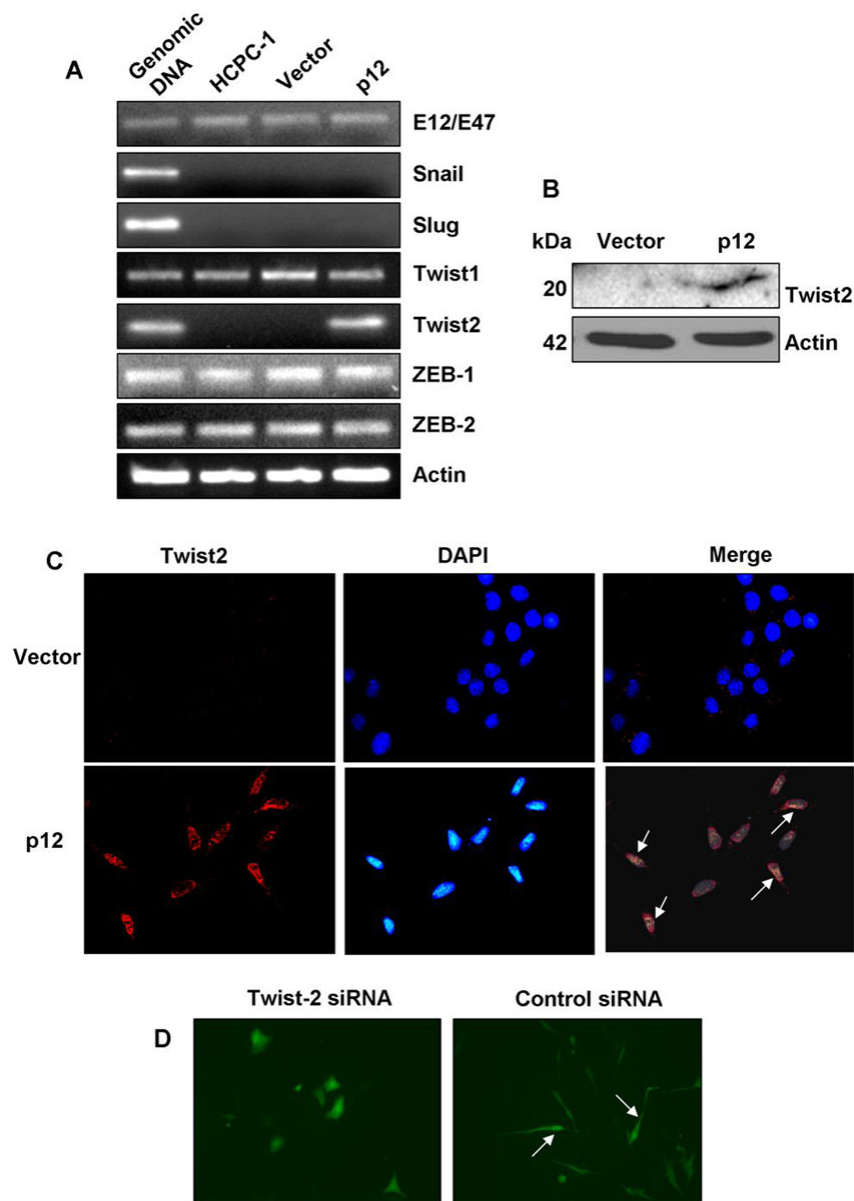 A
Genomic
DNA
HCPC-1
Vector
p12
E12/E47
Snail
Slug
Twist1
Twist2
ZEB-1
ZEB-2
Actin
B
kDa Vector p12
20 Twist2
42 Actin
C
Twist2 DAPI Merge
Vector
p12
Twist-2 siRNA Control siRNA
D